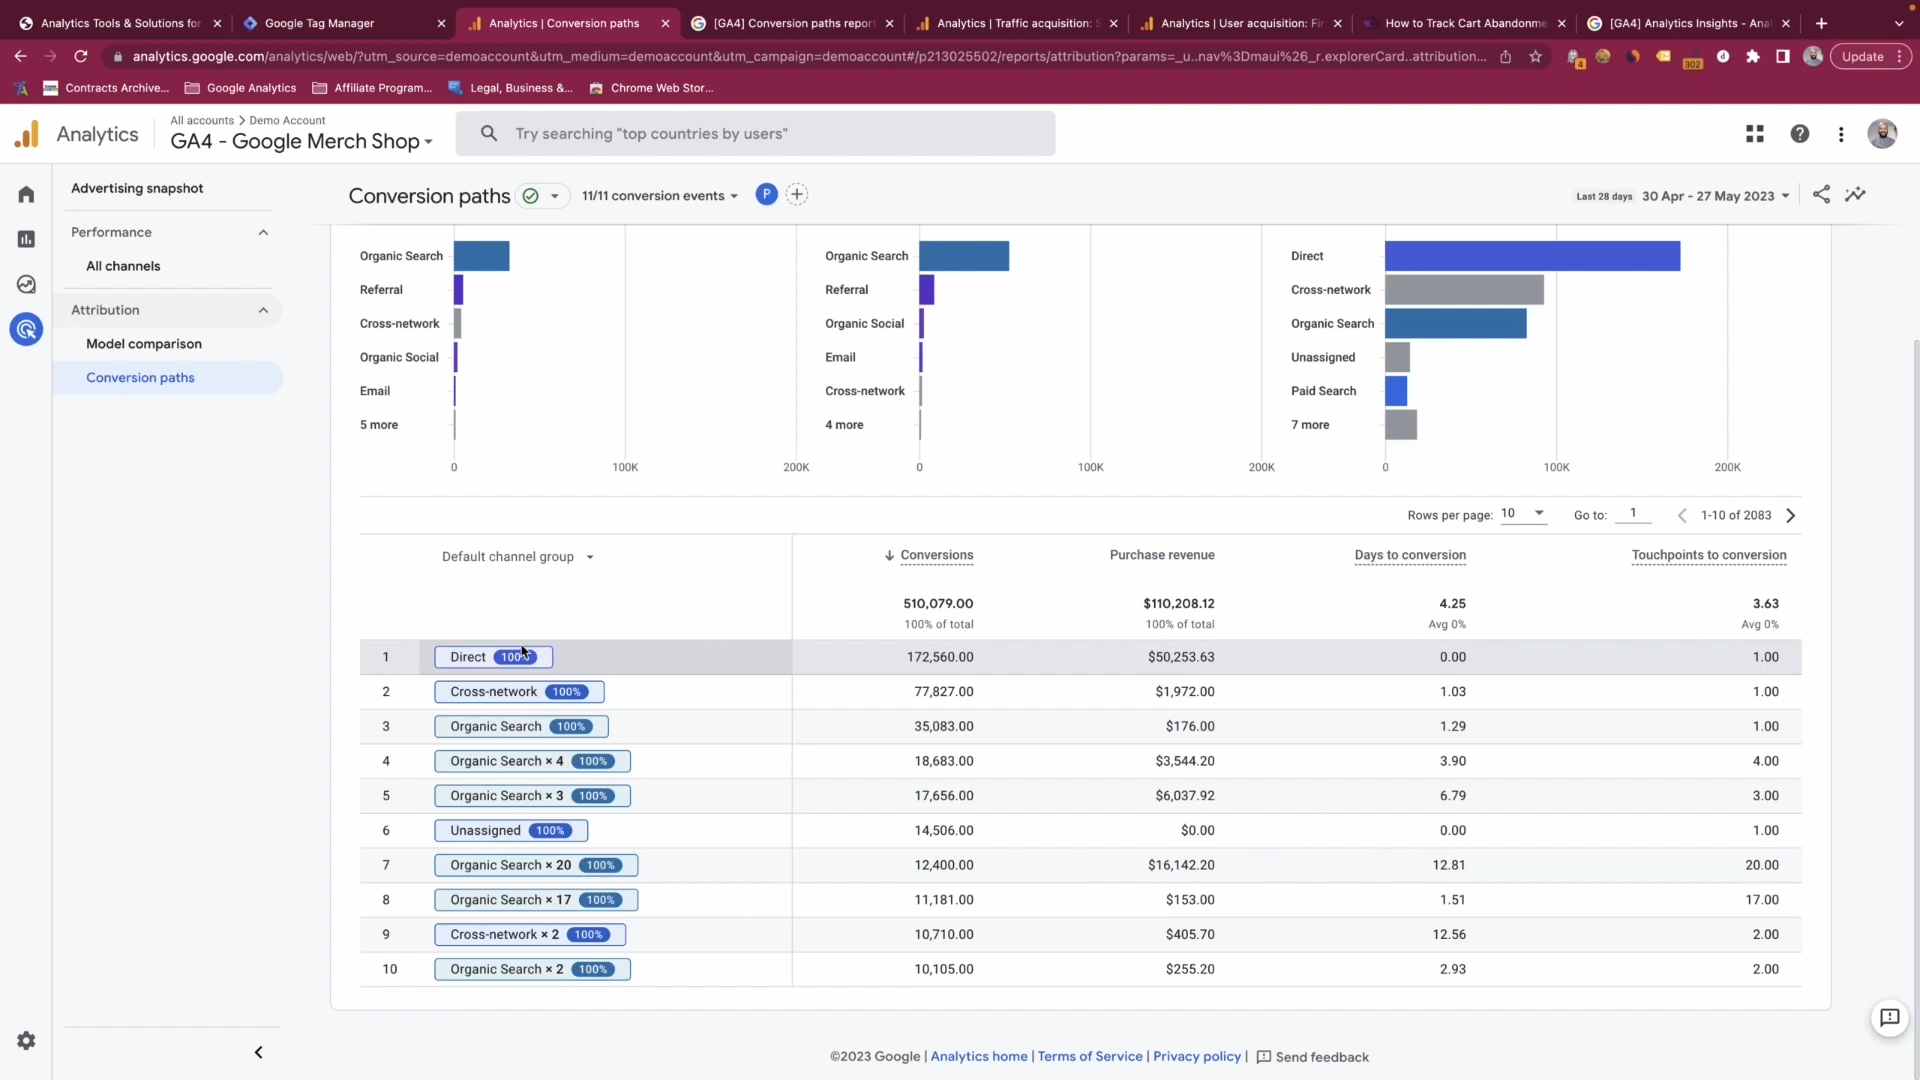 Analytics Tools & Solutions for
Google Tag Manager
Analytics | Conversion paths
[GA4] Conversion paths report
Analytics | Traffic acquisition: S
Analytics | User acquisition: Fi
How to Track Cart Abandonme
[GA4] Analytics Insights - Anal
analytics.google.com/analytics/web/?utm_source=demoaccount&utm_medium=demoaccount&utm_campaign=demoaccount#/p213025502/reports/attribution?params=_u..nav%3Dmaui%26_r.explorerCard..attribution...
4
302
Update
Contracts Archive...
Google Analytics
Affiliate Program...
Legal, Business &...
Chrome Web Stor...
Analytics
All accounts > Demo Account
GA4 - Google Merch Shop
Try searching "top countries by users"
Advertising snapshot
Performance
All channels
Attribution
Model comparison
Conversion paths
Conversion paths
11/11 conversion events
P
Last 28 days
30 Apr - 27 May 2023
Organic Search
Referral
Cross-network
Organic Social
Email
5 more
0
100K
200K
Organic Search
Referral
Organic Social
Email
Cross-network
4 more
0
100K
200K
Direct
Cross-network
Organic Search
Unassigned
Paid Search
7 more
0
100K
200K
Rows per page: 10 Go to: 1 1-10 of 2083
Default channel group Conversions Purchase revenue Days to conversion Touchpoints to conversion
510,079.00 $110,208.12 4.25 3.63
100% of total 100% of total Avg 0% Avg 0%
1 Direct 100% 172,560.00 $50,253.63 0.00 1.00
2 Cross-network 100% 77,827.00 $1,972.00 1.03 1.00
3 Organic Search 100% 35,083.00 $176.00 1.29 1.00
4 Organic Search × 4 100% 18,683.00 $3,544.20 3.90 4.00
5 Organic Search × 3 100% 17,656.00 $6,037.92 6.79 3.00
6 Unassigned 100% 14,506.00 $0.00 0.00 1.00
7 Organic Search × 20 100% 12,400.00 $16,142.20 12.81 20.00
8 Organic Search × 17 100% 11,181.00 $153.00 1.51 17.00
9 Cross-network × 2 100% 10,710.00 $405.70 12.56 2.00
10 Organic Search × 2 100% 10,105.00 $255.20 2.93 2.00
©2023 Google | Analytics home | Terms of Service | Privacy policy | Send feedback